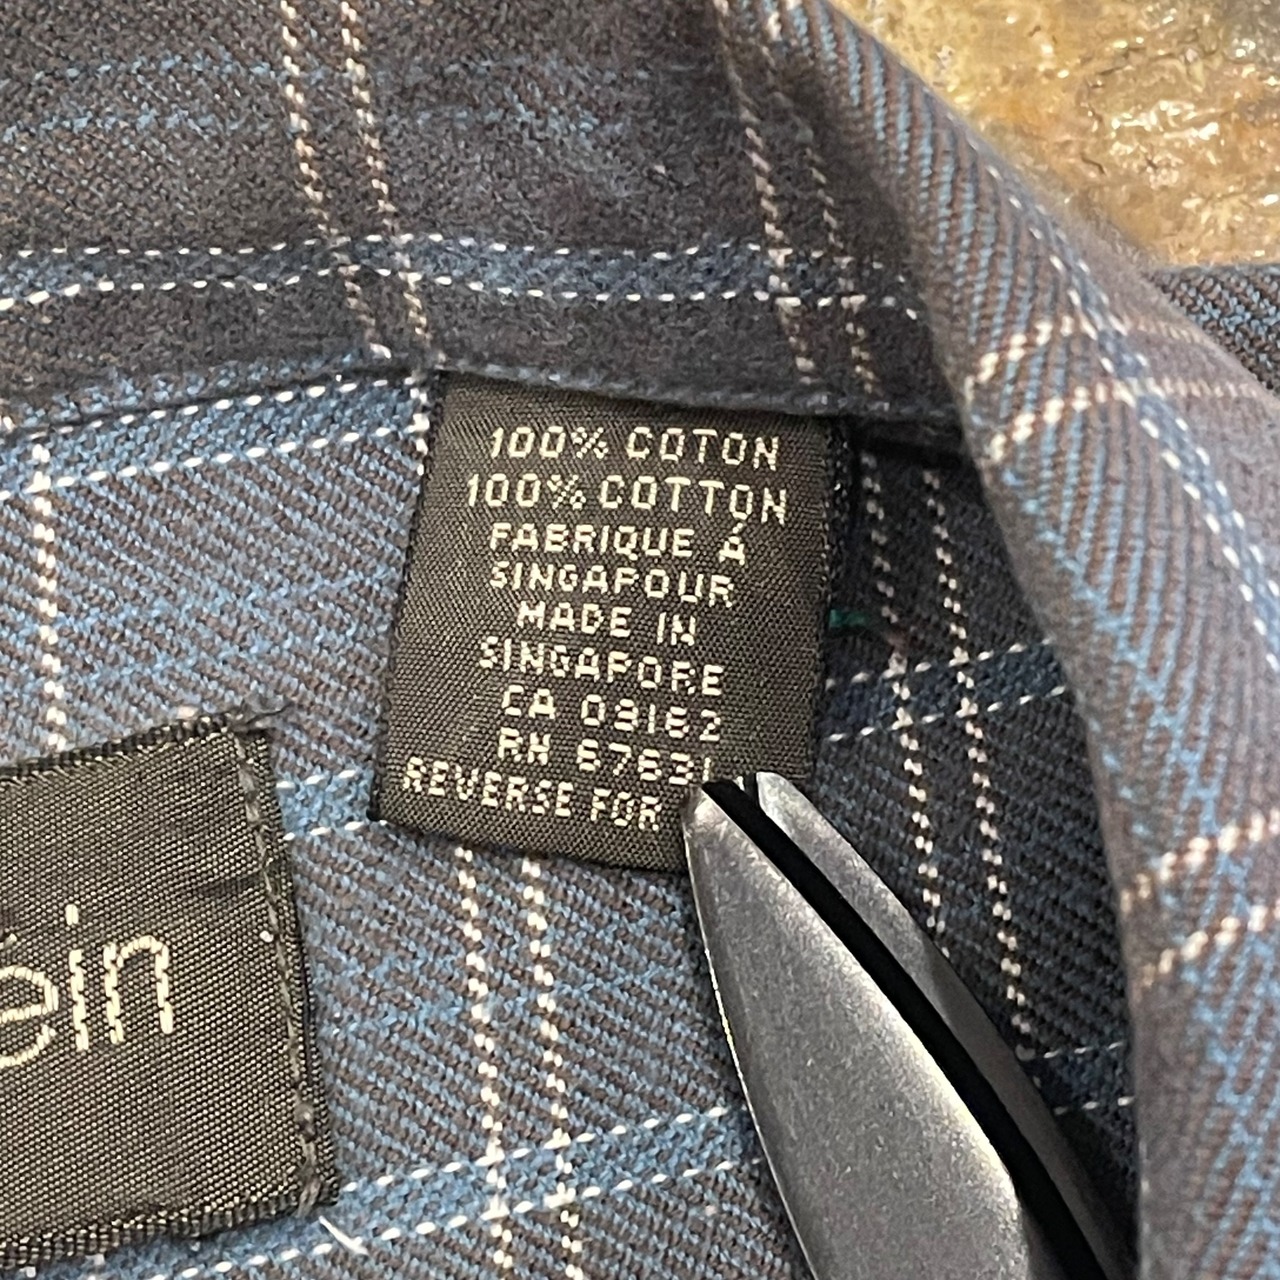 100% COTON
100% COTTON
FABRIQUE Á
SINGAPOUR
MADE IN
SINGAPORE
CA 09162
RN 67631
REVERSE FOR
ein